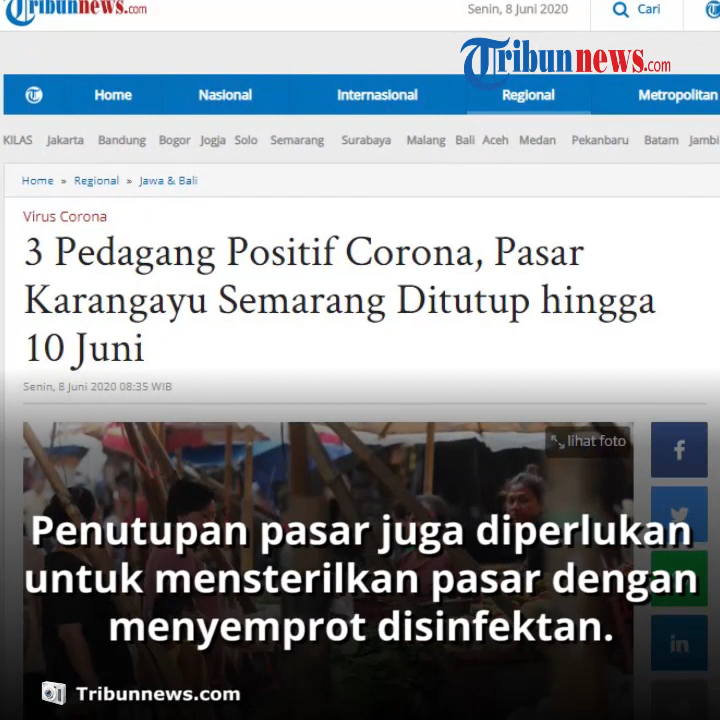 Tribunnews.com
Senin, 8 Juni 2020
Cari
Tribunnews.com
Home Nasional Internasional Regional Metropolitan
KILAS Jakarta Bandung Bogor Jogja Solo Semarang Surabaya Malang Bali Aceh Medan Pekanbaru Batam Jambi
Home » Regional » Jawa & Bali
Virus Corona
3 Pedagang Positif Corona, Pasar
Karangayu Semarang Ditutup hingga
10 Juni
Senin, 8 Juni 2020 08:35 WIB
lihat foto
Penutupan pasar juga diperlukan
untuk mensterilkan pasar dengan
menyemprot disinfektan.
Tribunnews.com